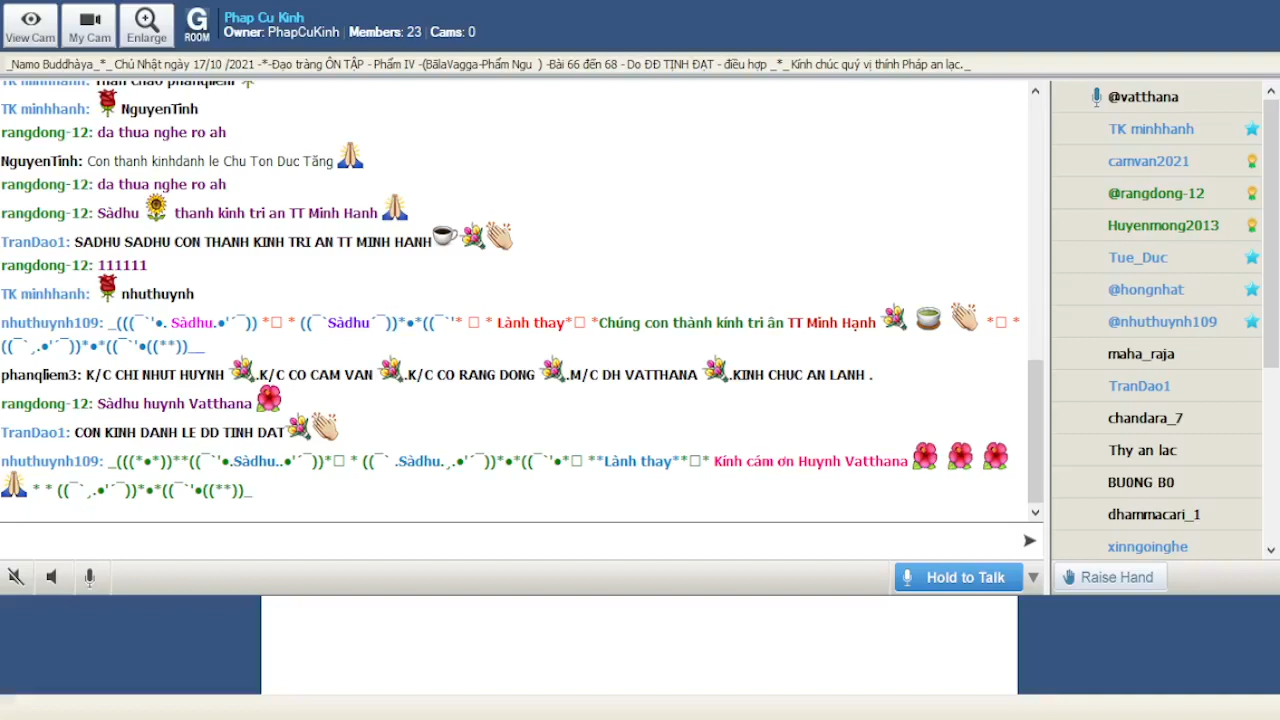 View Cam
My Cam
Enlarge
G
ROOM
Phap Cu Kinh
Owner: PhapCuKinh | Members: 23 | Cams: 0
_Namo Buddhàya_*_ Chủ Nhật ngày 17/10 /2021 -*-Đạo tràng ÔN TẬP - Phẩm IV -(BālaVagga-Phẩm Ngu ) -Bài 66 đến 68 - Do ĐĐ TỊNH ĐẠT - điều hợp _*_Kính chúc quý vị thính Pháp an lạc._
TK minhhanh: Than chao phanqliem
TK minhhanh: NguyenTinh
rangdong-12: da thua nghe ro ah
NguyenTinh: Con thanh kinhdanh le Chu Ton Duc Tăng
rangdong-12: da thua nghe ro ah
rangdong-12: Sàdhu thanh kinh tri an TT Minh Hanh
TranDao1: SADHU SADHU CON THANH KINH TRI AN TT MINH HANH
rangdong-12: 111111
TK minhhanh: nhuthuynh
nhuthuynh109: _(((¯`'•. Sàdhu.•'´¯)) *□ * ((¯`Sàdhu´¯))*•*((¯`'* □ * Lành thay*□ *Chúng con thành kính tri ân TT Minh Hạnh *□ *
((¯`¸.•'´¯))*•*((¯`'•((**))__
phanqliem3: K/C CHI NHUT HUYNH .K/C CO CAM VAN .K/C CO RANG DONG .M/C DH VATTHANA .KINH CHUC AN LANH .
rangdong-12: Sàdhu huynh Vatthana
TranDao1: CON KINH DANH LE DD TINH DAT
nhuthuynh109: _(((*•*))**((¯`'•.Sàdhu..•'´¯))*□ * ((¯` .Sàdhu.¸.•'´¯))*•*((¯`'•*□ **Lành thay**□* Kính cám ơn Huynh Vatthana
* * ((¯`¸.•'´¯))*•*((¯`'•((**))_
Hold to Talk
@vatthana
TK minhhanh
camvan2021
@rangdong-12
Huyenmong2013
Tue_Duc
@hongnhat
@nhuthuynh109
maha_raja
TranDao1
chandara_7
Thy an lac
BU0NG B0
dhammacari_1
xinngoinghe
Raise Hand